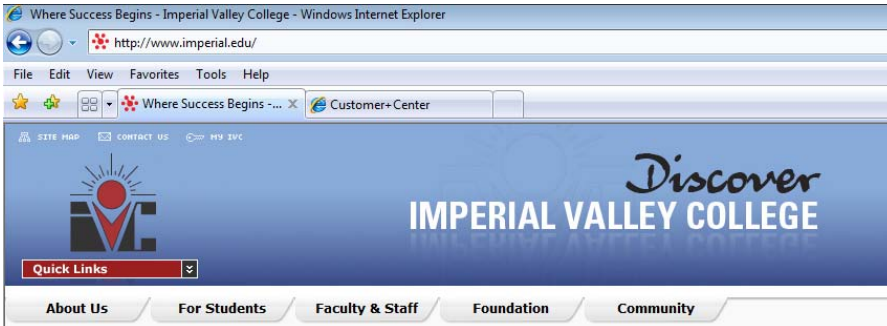 Where Success Begins - Imperial Valley College - Windows Internet Explorer
http://www.imperial.edu/
File Edit View Favorites Tools Help
Where Success Begins -... X Customer+Center
SITE MAP CONTACT US MY IVC
Discover
IMPERIAL VALLEY COLLEGE
iVC
Quick Links
About Us For Students Faculty & Staff Foundation Community